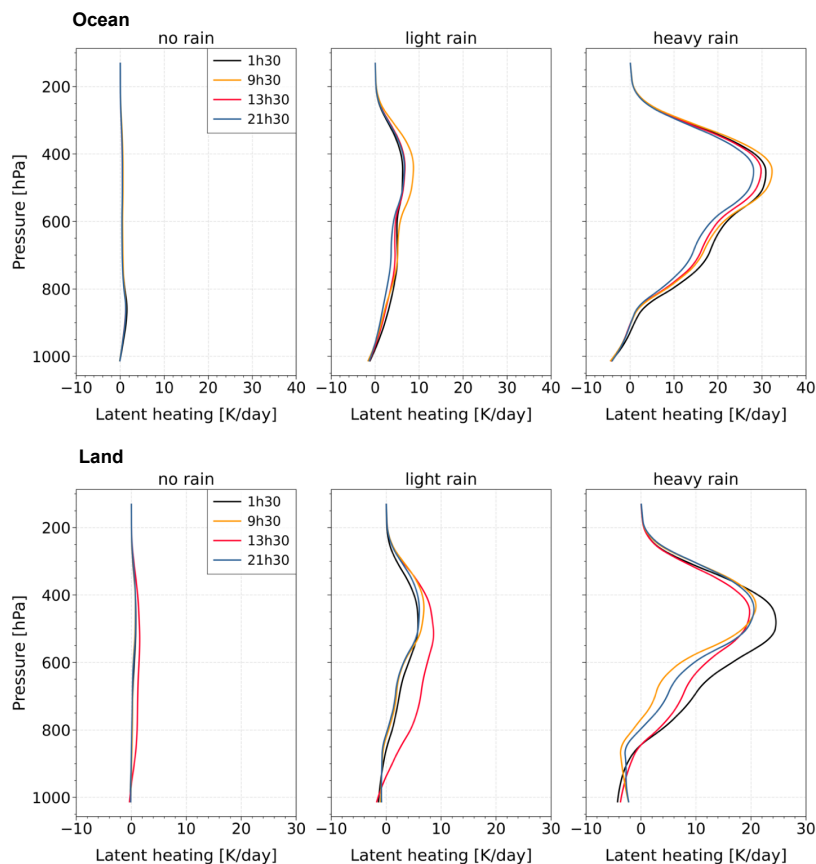 Ocean
no rain
light rain
heavy rain
1h30
9h30
13h30
21h30
Pressure [hPa]
200
400
600
800
1000
−10 0 10 20 30 40
−10 0 10 20 30 40
−10 0 10 20 30 40
Latent heating [K/day]
Latent heating [K/day]
Latent heating [K/day]
Land
no rain
light rain
heavy rain
1h30
9h30
13h30
21h30
Pressure [hPa]
200
400
600
800
1000
−10 0 10 20 30
−10 0 10 20 30
−10 0 10 20 30
Latent heating [K/day]
Latent heating [K/day]
Latent heating [K/day]